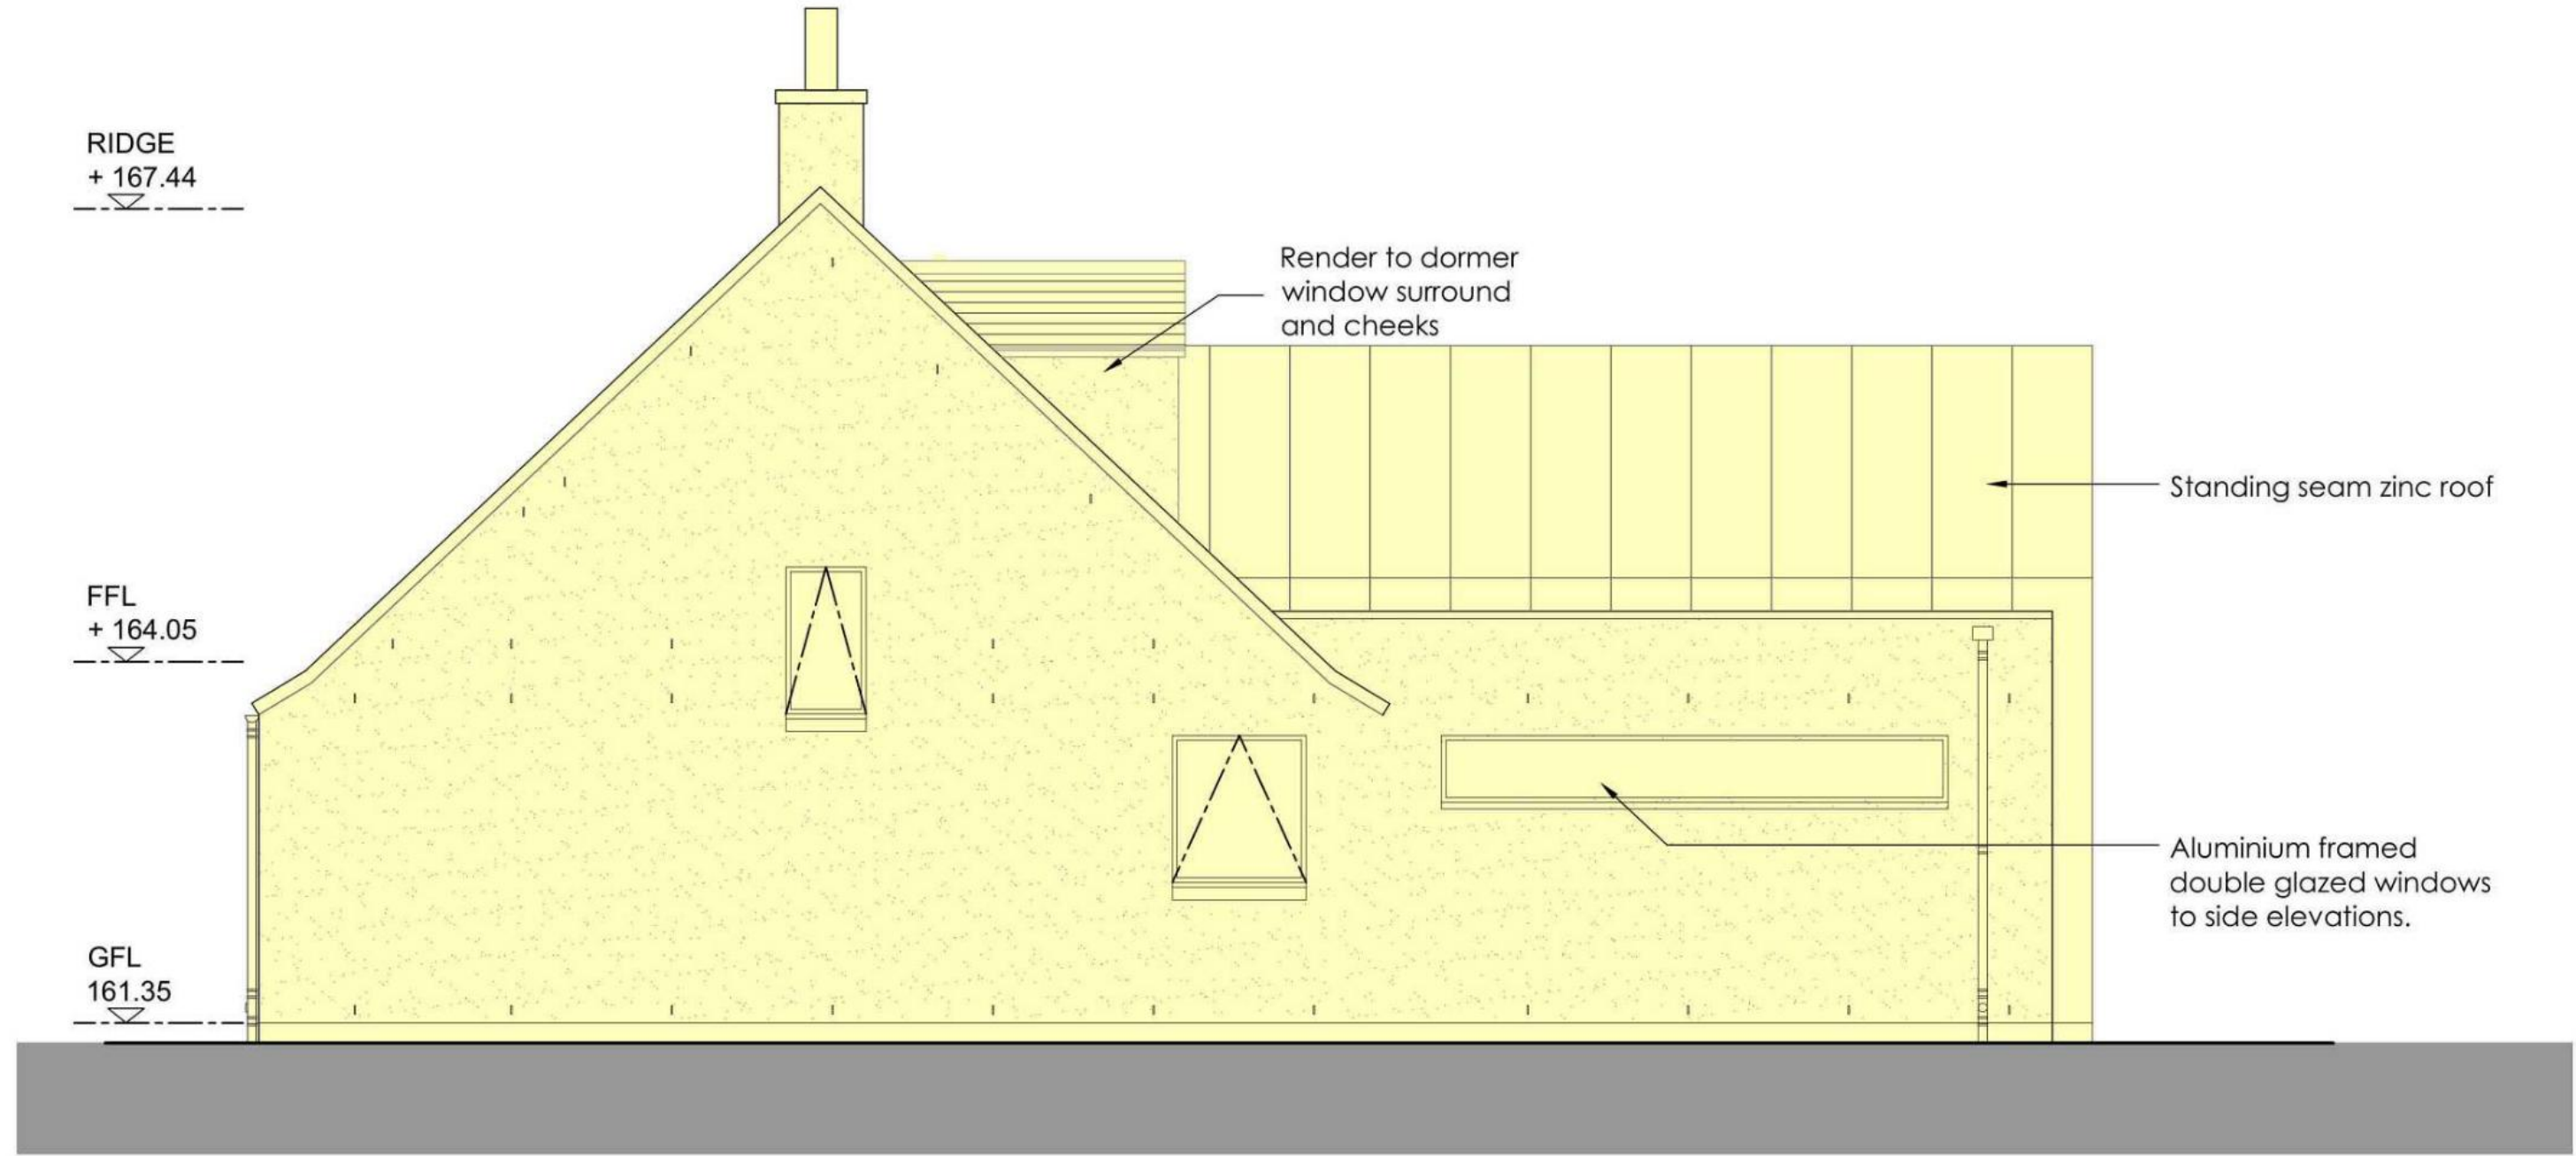 RIDGE
+ 167.44
Render to dormer
window surround
and cheeks
Standing seam zinc roof
FFL
+ 164.05
Aluminium framed
double glazed windows
to side elevations.
GFL
161.35